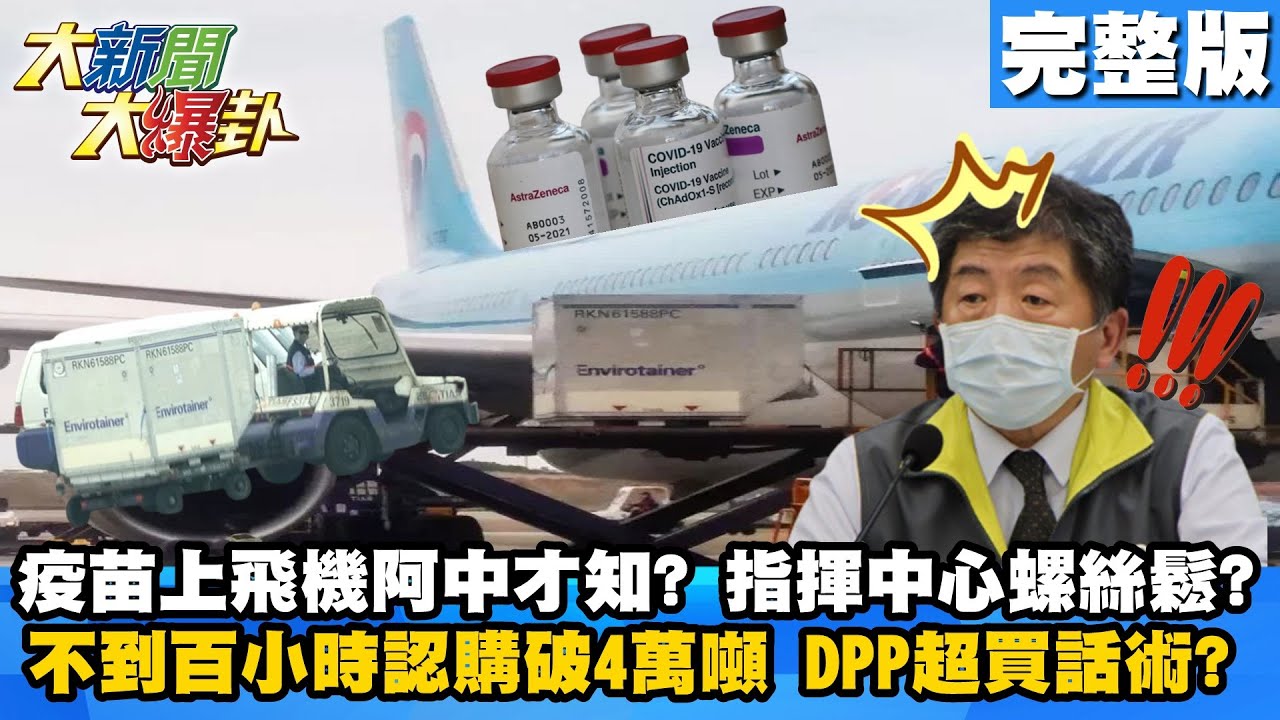 大新聞
大爆卦
完整版
AstraZeneca
AB0003
05-2021
COVID-19 Vaccine
Injection
COVID-19 Vaccine
(ChAdOx1-S [recom
Zeneca
Lot ▶
EXP ▶
RKN61588PC
Envirotainer®
RKN61588PC
RKN61588PC
Envirotainer
Envirotainer®
3719
!!!
疫苗上飛機阿中才知? 指揮中心螺絲鬆?
不到百小時認購破4萬噸 DPP超買話術?